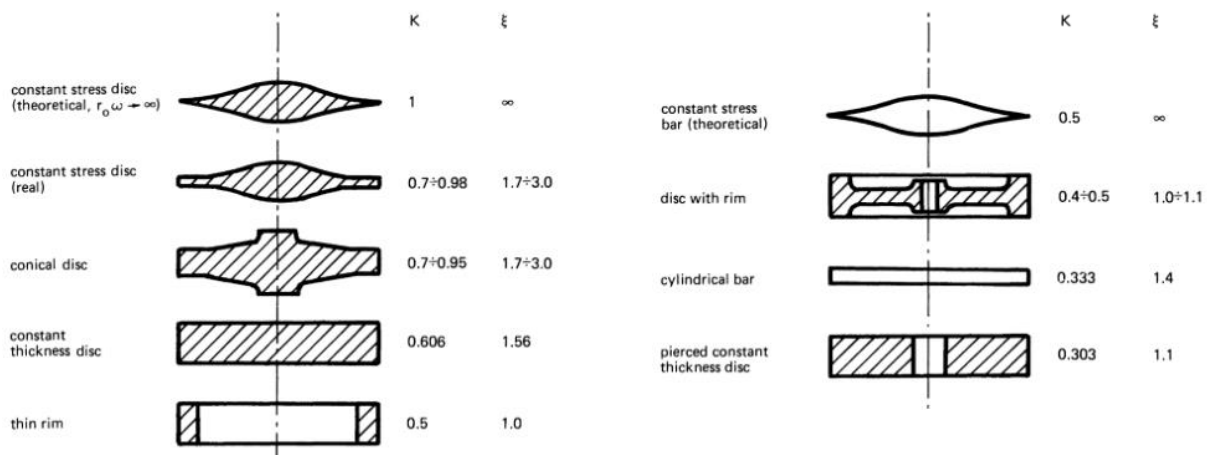 K ξ
constant stress disc
(theoretical, r₀ω → ∞) 1 ∞
constant stress disc
(real) 0.7÷0.98 1.7÷3.0
conical disc 0.7÷0.95 1.7÷3.0
constant
thickness disc 0.606 1.56
thin rim 0.5 1.0
K ξ
constant stress
bar (theoretical) 0.5 ∞
disc with rim 0.4÷0.5 1.0÷1.1
cylindrical bar 0.333 1.4
pierced constant
thickness disc 0.303 1.1